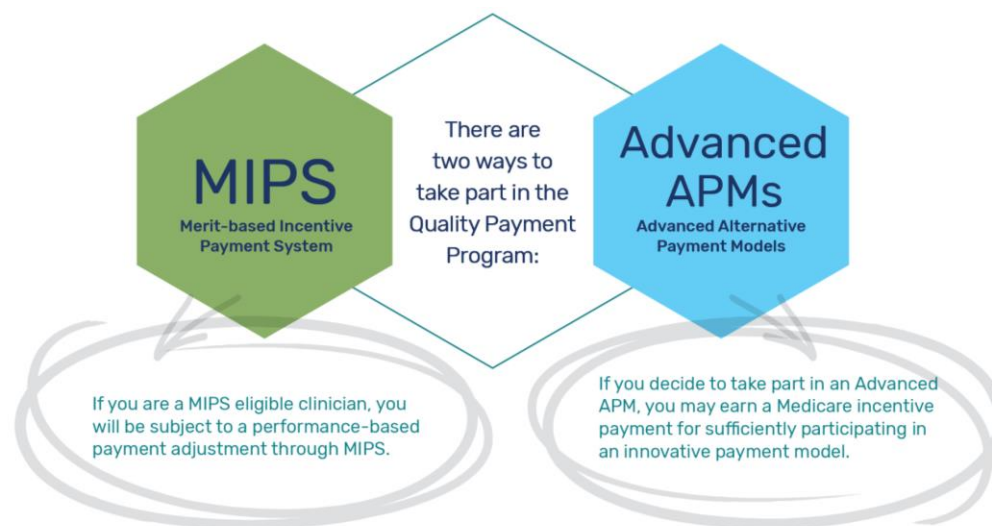 MIPS
Merit-based Incentive
Payment System
There are
two ways to
take part in the
Quality Payment
Program:
Advanced
APMs
Advanced Alternative
Payment Models
If you are a MIPS eligible clinician, you
will be subject to a performance-based
payment adjustment through MIPS.
If you decide to take part in an Advanced
APM, you may earn a Medicare incentive
payment for sufficiently participating in
an innovative payment model.